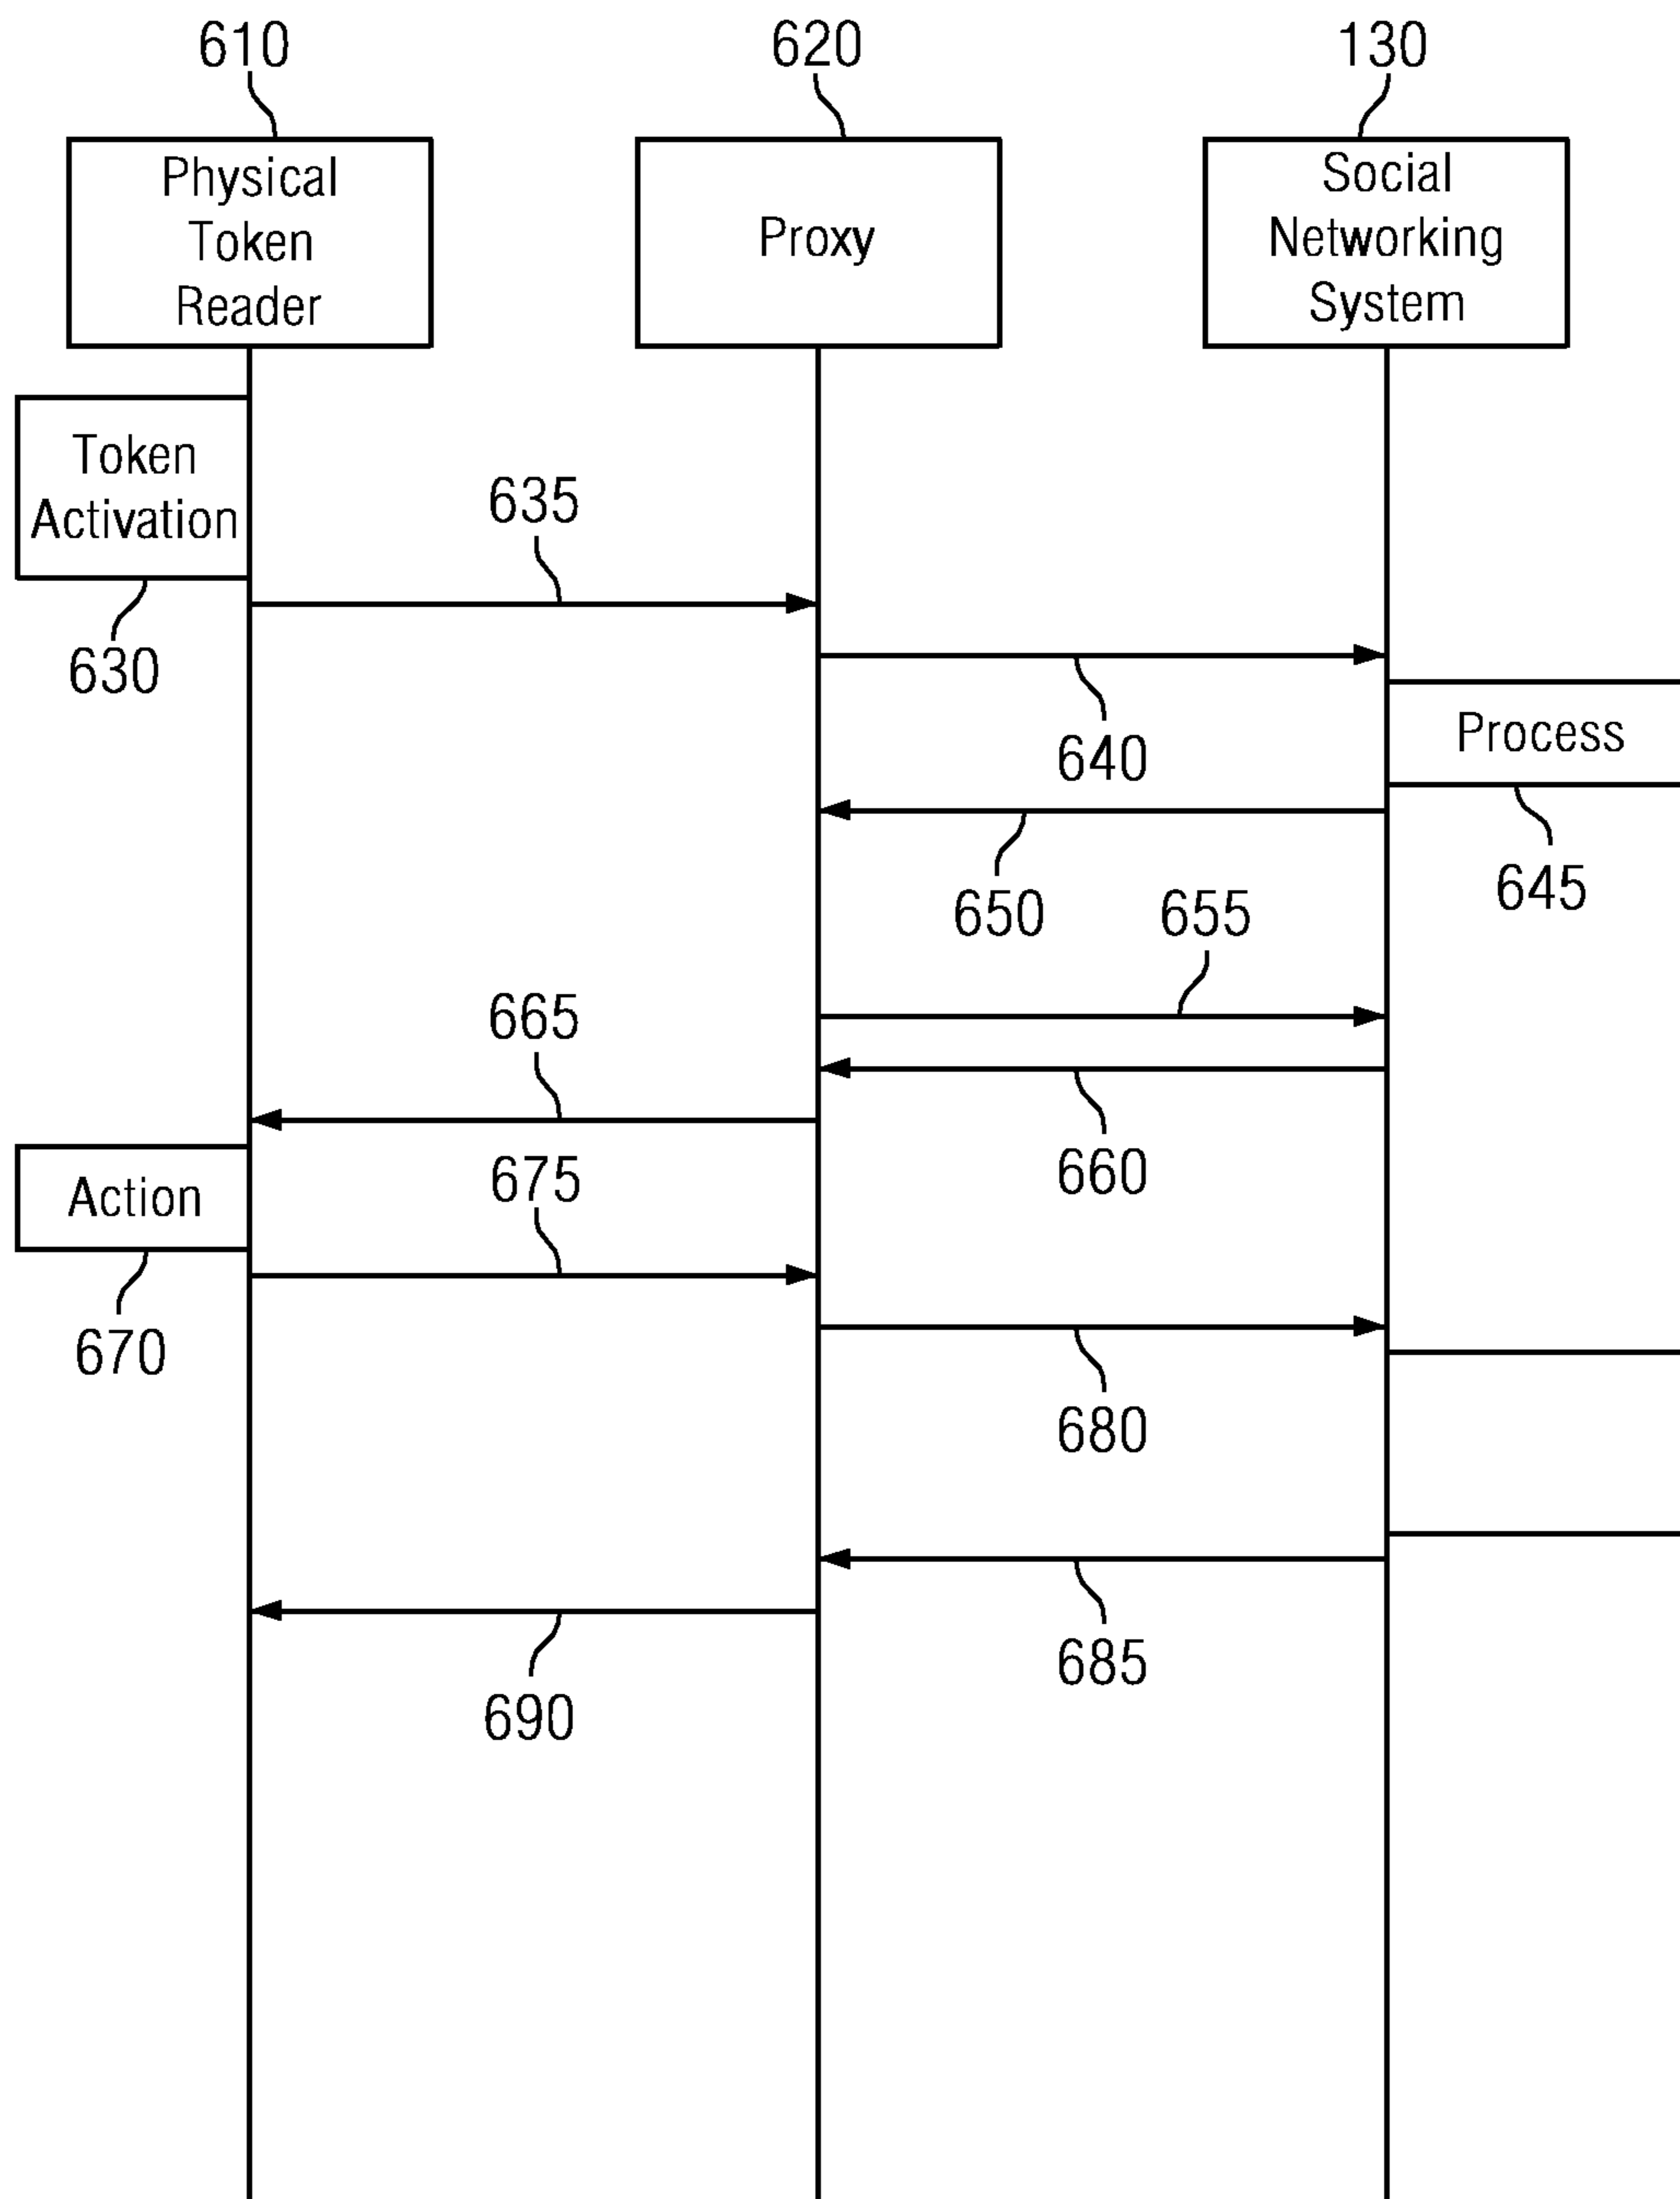 610
620
130
Physical
Token
Reader
Proxy
Social
Networking
System
Token
Activation
630
635
640
Process
645
650
655
660
665
Action
670
675
680
685
690